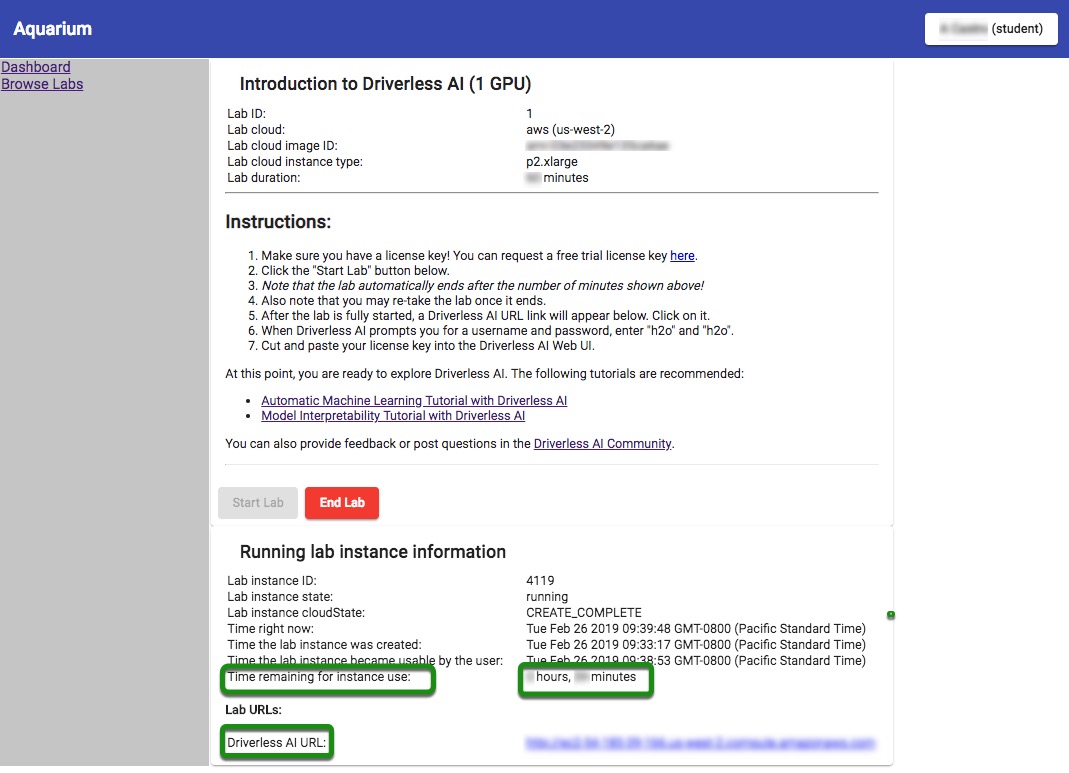 Aquarium
(student)
Dashboard
Browse Labs
Introduction to Driverless AI (1 GPU)
Lab ID: 1
Lab cloud: aws (us-west-2)
Lab cloud image ID:
Lab cloud instance type: p2.xlarge
Lab duration: minutes
Instructions:
1. Make sure you have a license key! You can request a free trial license key here.
2. Click the "Start Lab" button below.
3. Note that the lab automatically ends after the number of minutes shown above!
4. Also note that you may re-take the lab once it ends.
5. After the lab is fully started, a Driverless AI URL link will appear below. Click on it.
6. When Driverless AI prompts you for a username and password, enter "h2o" and "h2o".
7. Cut and paste your license key into the Driverless AI Web UI.
At this point, you are ready to explore Driverless AI. The following tutorials are recommended:
• Automatic Machine Learning Tutorial with Driverless AI
• Model Interpretability Tutorial with Driverless AI
You can also provide feedback or post questions in the Driverless AI Community.
Start Lab End Lab
Running lab instance information
Lab instance ID: 4119
Lab instance state: running
Lab instance cloudState: CREATE_COMPLETE
Time right now: Tue Feb 26 2019 09:39:48 GMT-0800 (Pacific Standard Time)
Time the lab instance was created: Tue Feb 26 2019 09:33:17 GMT-0800 (Pacific Standard Time)
Time the lab instance became usable by the user: Tue Feb 26 2019 09:38:53 GMT-0800 (Pacific Standard Time)
Time remaining for instance use: hours, minutes
Lab URLs:
Driverless AI URL: